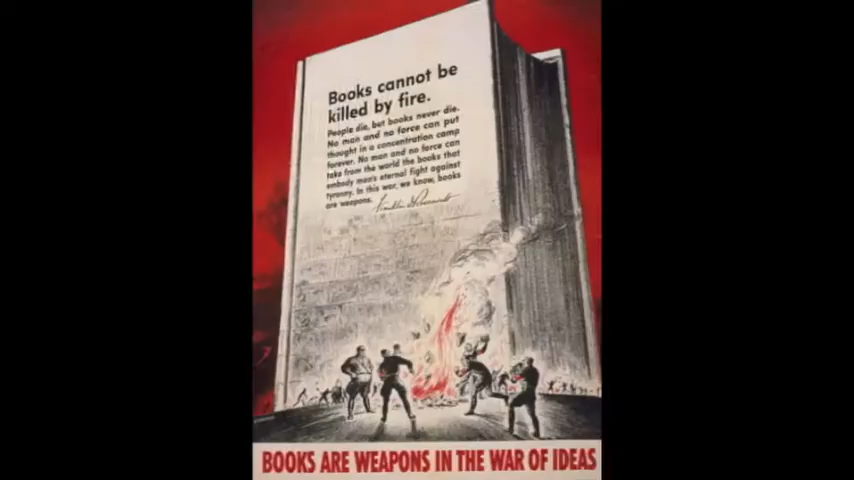 Books cannot be
killed by fire.
People die, but books never die.
No man and no force can put
thought in a concentration camp
forever. No man and no force can
take from the world the books that
embody man's eternal fight against
tyranny. In this war, we know, books
are weapons. Franklin D Roosevelt
BOOKS ARE WEAPONS IN THE WAR OF IDEAS